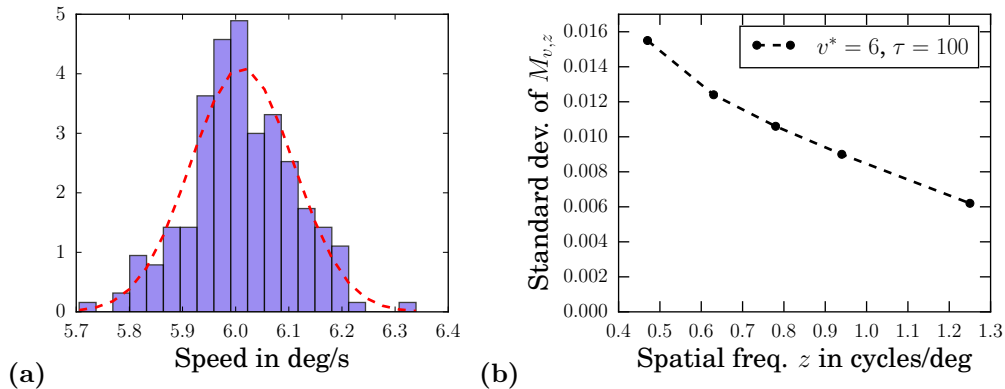 5
4
3
2
1
0
5.7 5.8 5.9 6.0 6.1 6.2 6.3 6.4
Speed in deg/s
(a)
0.016
0.014
0.012
0.010
0.008
0.006
0.004
0.002
0.000
Standard dev. of M_{v,z}
v* = 6, τ = 100
0.4 0.5 0.6 0.7 0.8 0.9 1.0 1.1 1.2 1.3
Spatial freq. z in cycles/deg
(b)